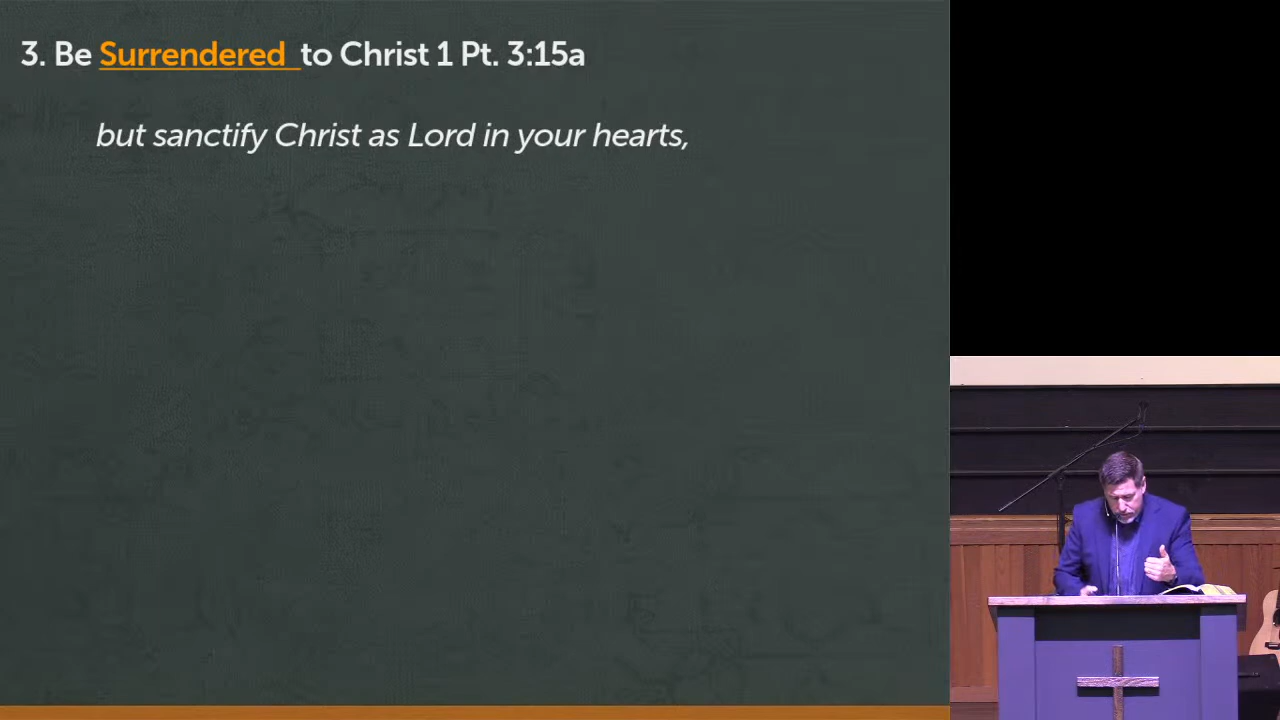 3. Be Surrendered to Christ 1 Pt. 3:15a
but sanctify Christ as Lord in your hearts,